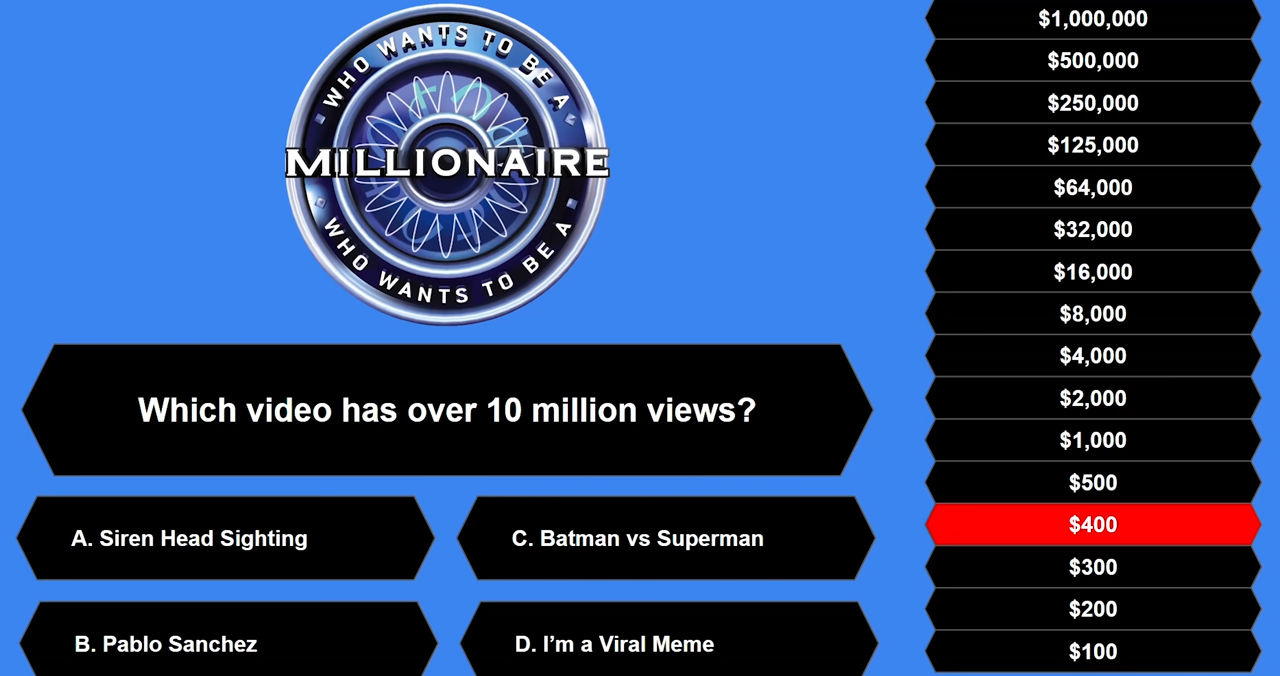 WHO WANTS TO BE A
MILLIONAIRE
WHO WANTS TO BE A
Which video has over 10 million views?
A. Siren Head Sighting
C. Batman vs Superman
B. Pablo Sanchez
D. I’m a Viral Meme
$1,000,000
$500,000
$250,000
$125,000
$64,000
$32,000
$16,000
$8,000
$4,000
$2,000
$1,000
$500
$400
$300
$200
$100